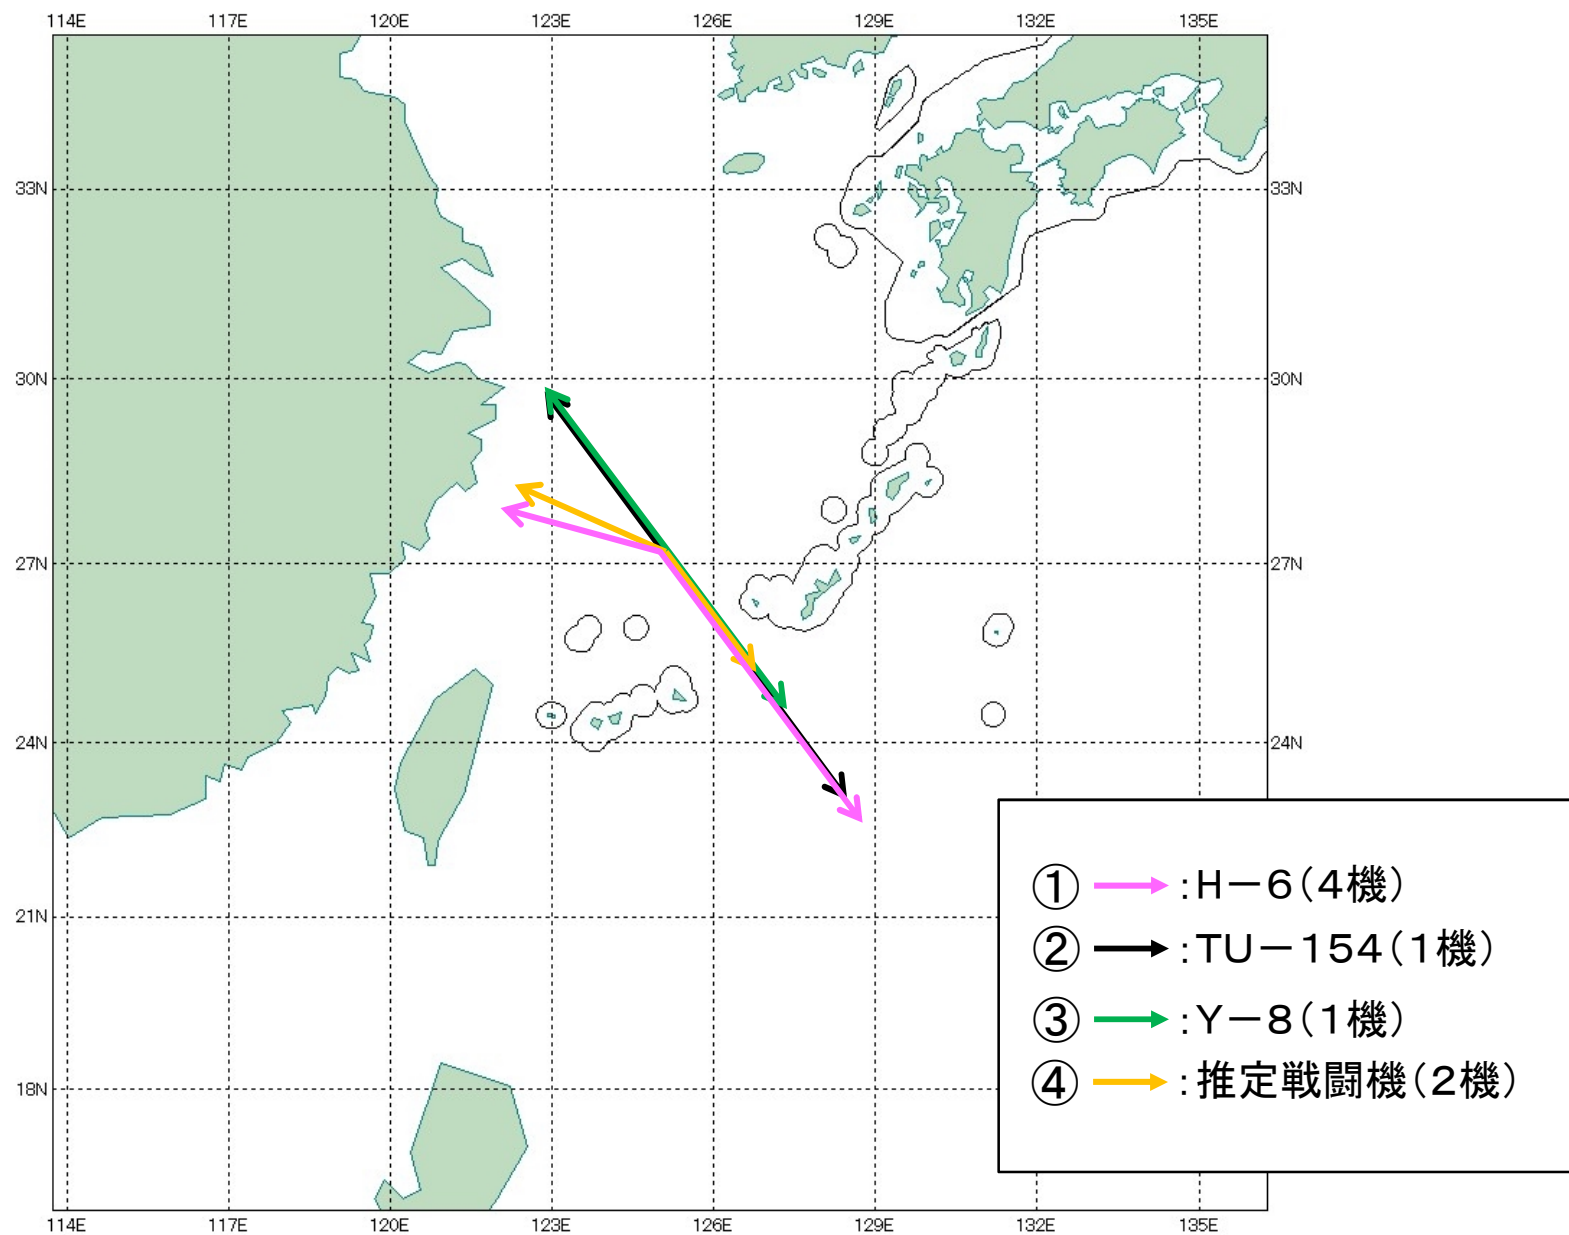 114E 117E 120E 123E 126E 129E 132E 135E
33N 33N
30N 30N
27N 27N
24N 24N
①：Ｈ－６（４機）
②：ＴＵ－１５４（１機）
21N
③：Ｙ－８（１機）
④：推定戦闘機（２機）
18N
114E 117E 120E 123E 126E 129E 132E 135E